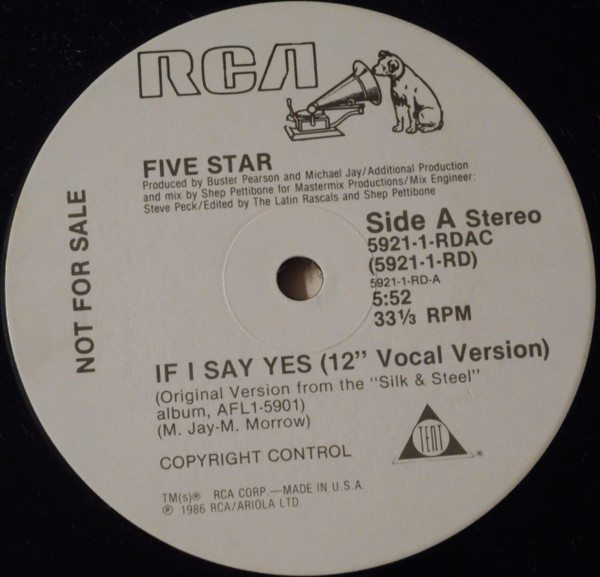 RCA
FIVE STAR
Produced by Buster Pearson and Michael Jay/Additional Production
and mix by Shep Pettibone for Mastermix Productions/Mix Engineer:
Steve Peck/Edited by The Latin Rascals and Shep Pettibone
NOT FOR SALE
Side A Stereo
5921-1-RDAC
(5921-1-RD)
5921-1-RD-A
5:52
33⅓ RPM
IF I SAY YES (12” Vocal Version)
(Original Version from the “Silk & Steel”
album, AFL1-5901)
(M. Jay-M. Morrow)
TENT ®
COPYRIGHT CONTROL
TM(s)® RCA CORP.—MADE IN U.S.A.
℗ 1986 RCA/ARIOLA LTD.